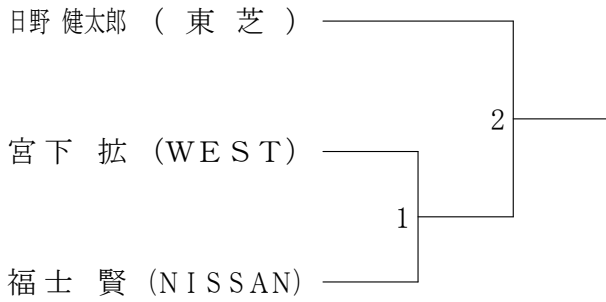 日野 健太郎 ( 東 芝 )
2
宮下 拡 (WEST)
1
福士 賢 (NISSAN)